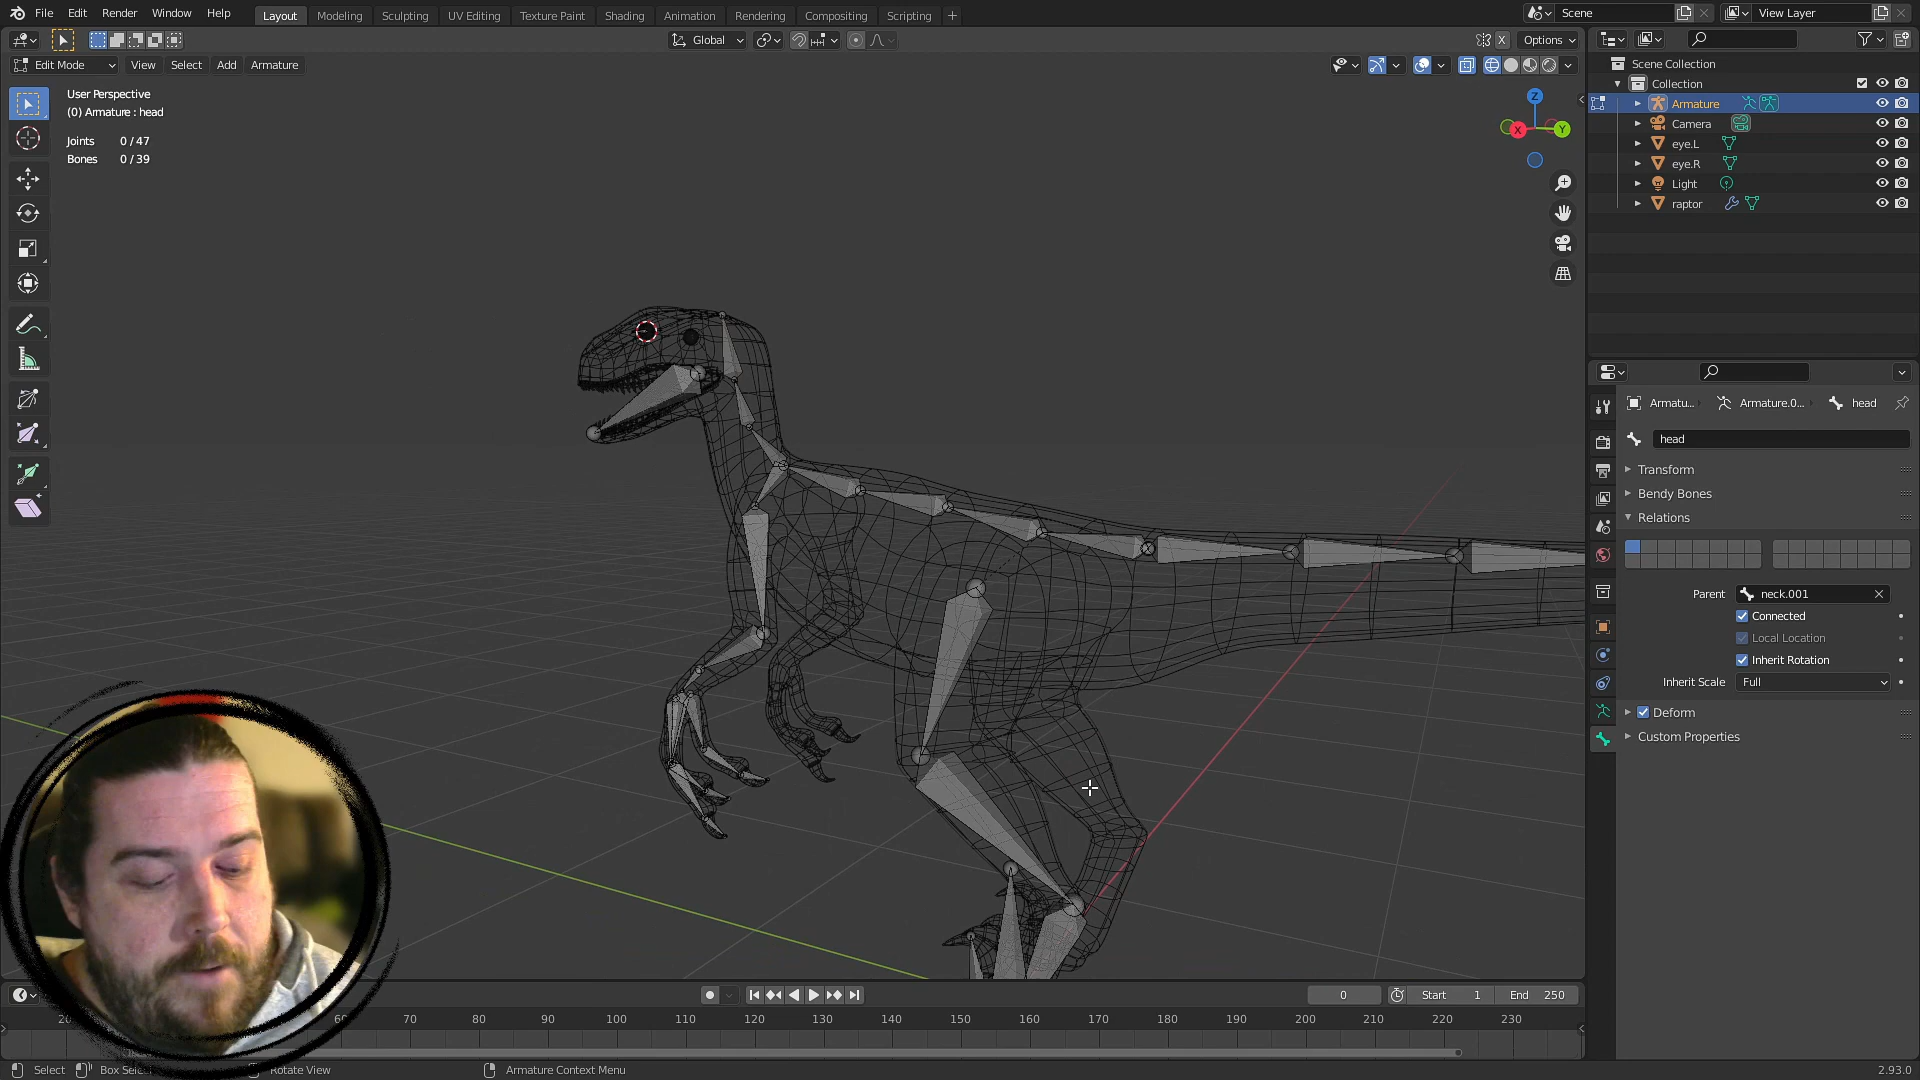 File Edit Render Window Help Layout Modeling Sculpting UV Editing Texture Paint Shading Animation Rendering Compositing Scripting + Scene View Layer
Global X Options
Edit Mode View Select Add Armature
User Perspective
(0) Armature : head
Joints 0 / 47
Bones 0 / 39
Z
X
Y
Scene Collection
Collection
Armature
Camera
eye.L
eye.R
Light
raptor
Armatu... Armature.0... head
head
Transform
Bendy Bones
Relations
Parent neck.001
Connected
Local Location
Inherit Rotation
Inherit Scale Full
Deform
Custom Properties
0 Start 1 End 250
60 70 80 90 100 110 120 130 140 150 160 170 180 190 200 210 220 230
Select Rotate View Armature Context Menu 2.93.0